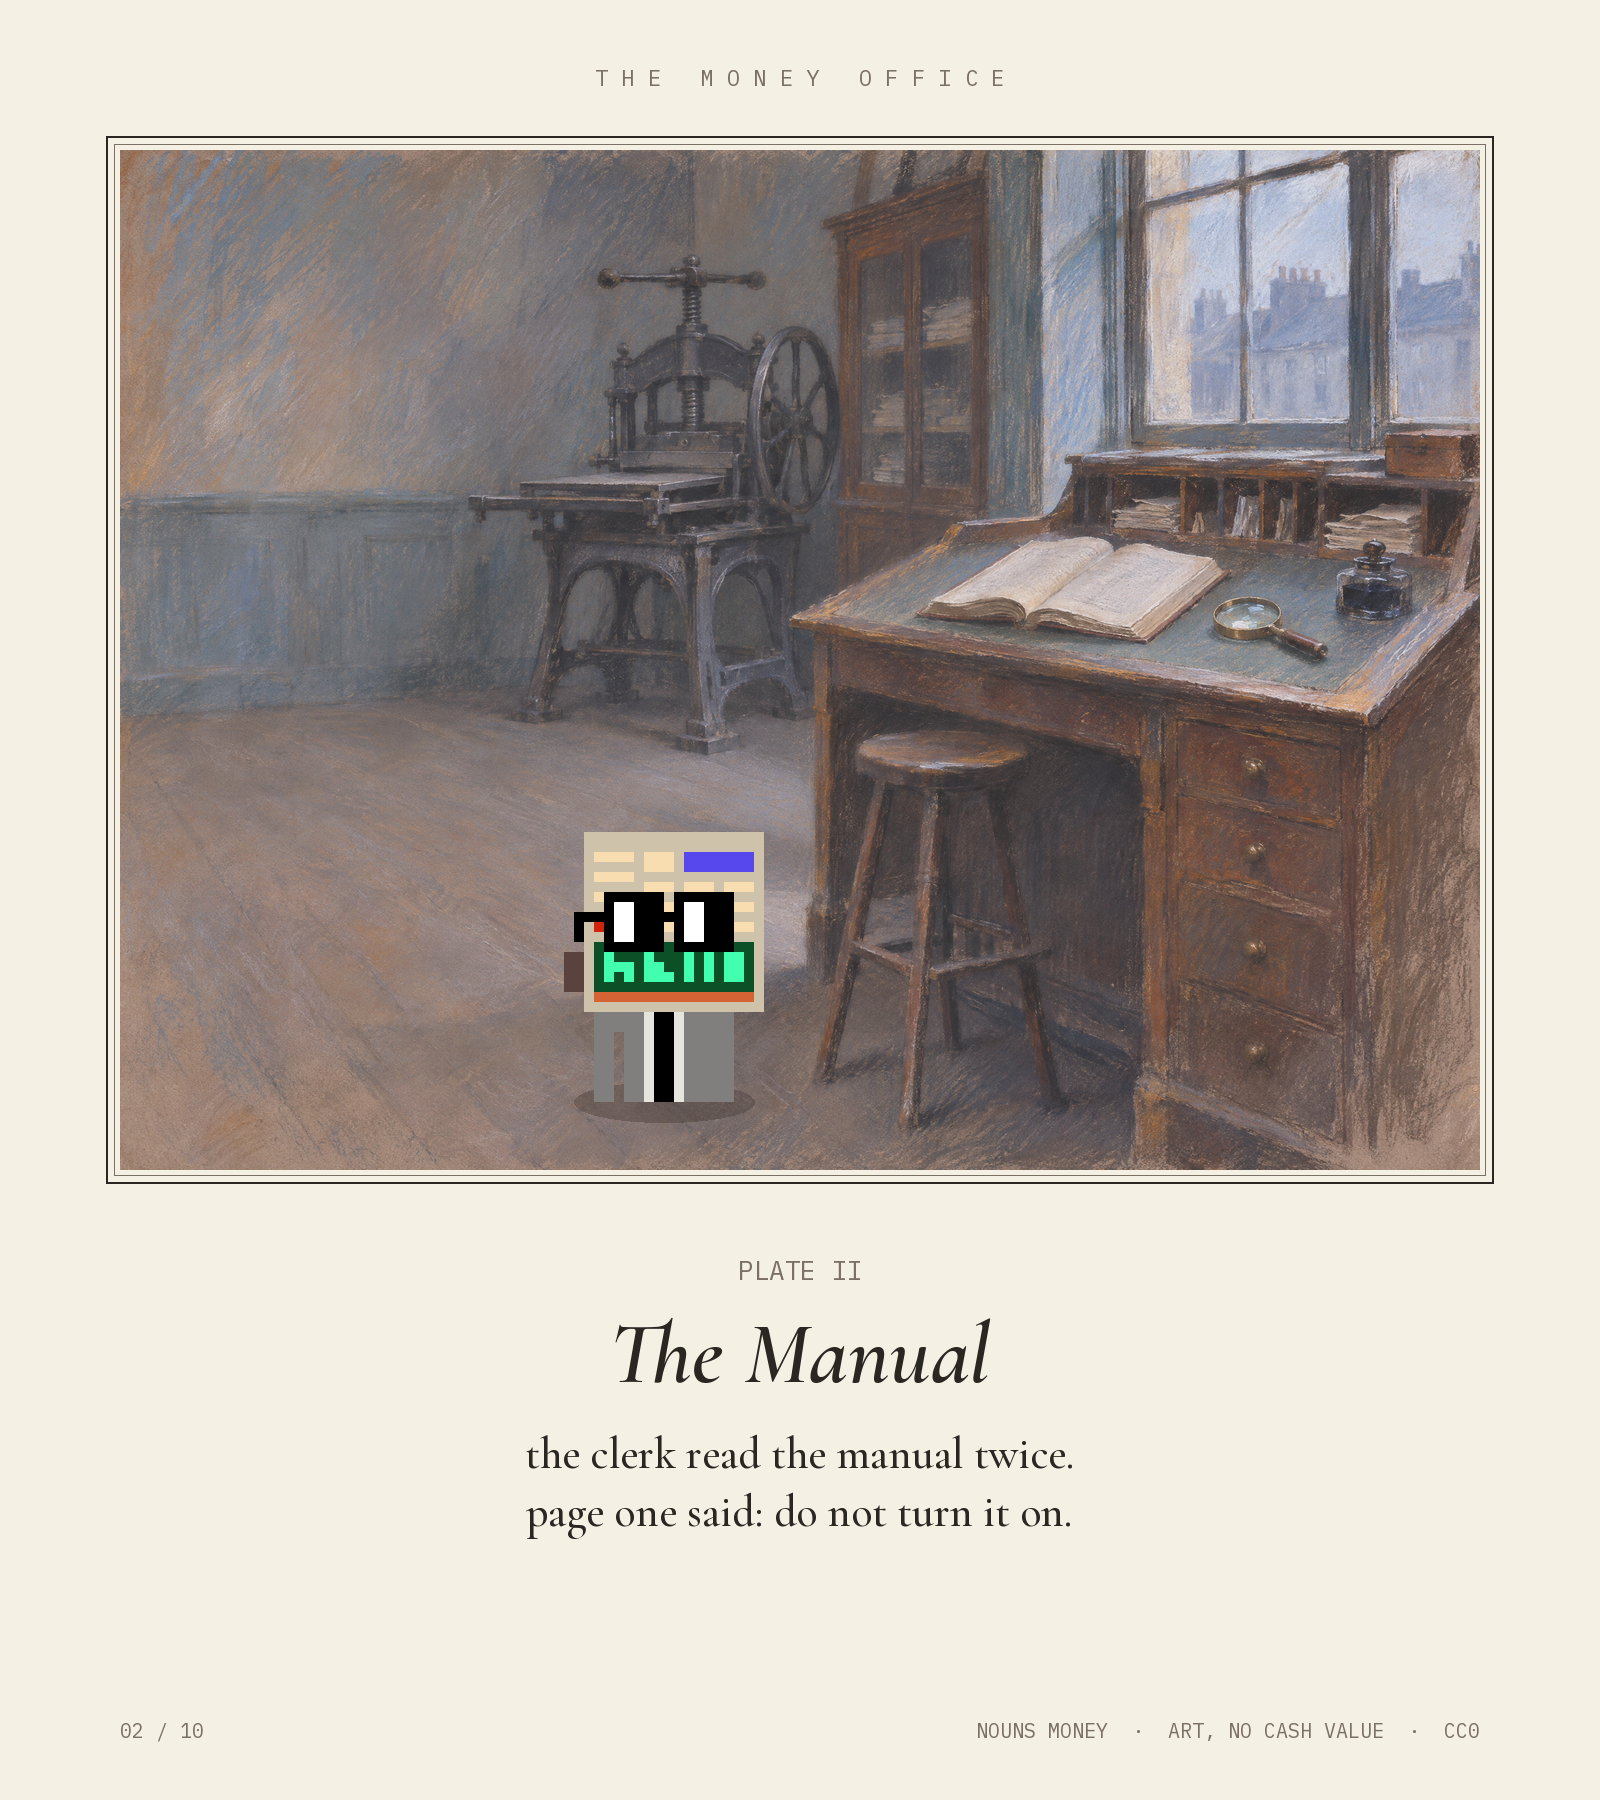 THE MONEY OFFICE
PLATE II
The Manual
the clerk read the manual twice.
page one said: do not turn it on.
02 / 10
NOUNS MONEY · ART, NO CASH VALUE · CC0